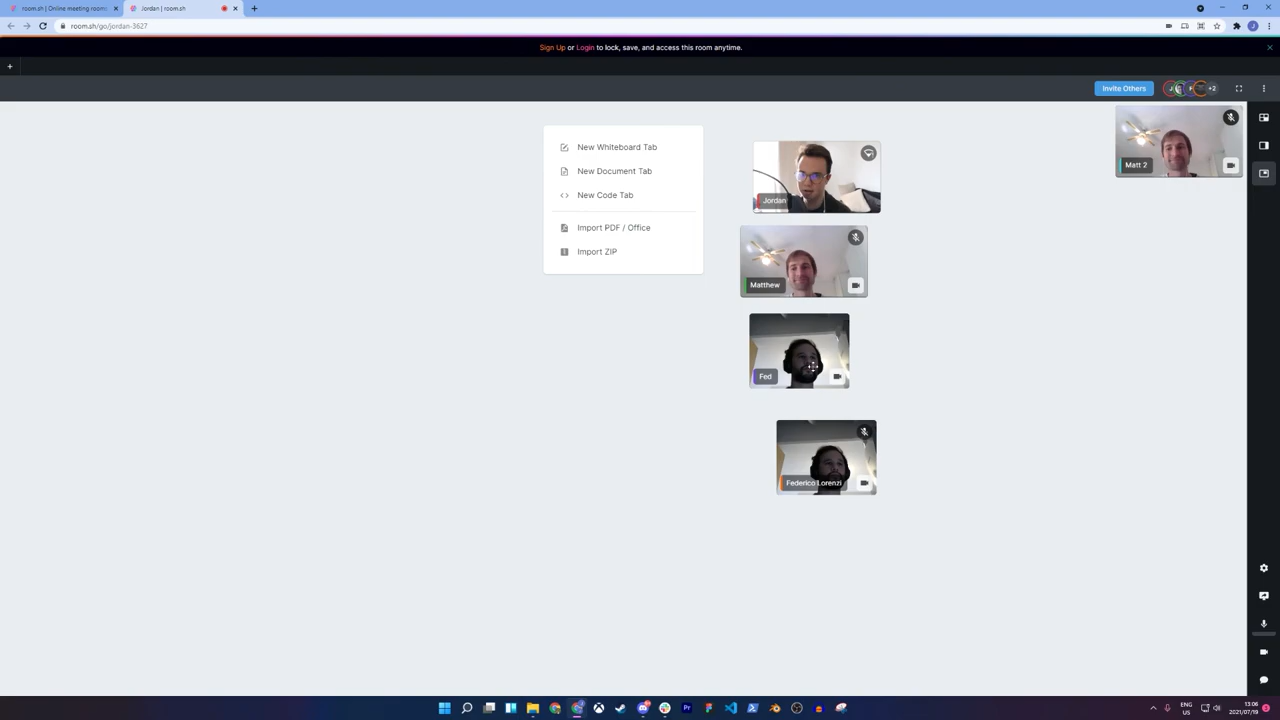 room.sh | Online meeting rooms
Jordan | room.sh
room.sh/go/jordan-3627
Sign Up or Login to lock, save, and access this room anytime.
Invite Others
+2
New Whiteboard Tab
New Document Tab
New Code Tab
Import PDF / Office
Import ZIP
Matt 2
Jordan
Matthew
Fed
Federico Lorenzi
ENG
US
13:06
2021/07/19